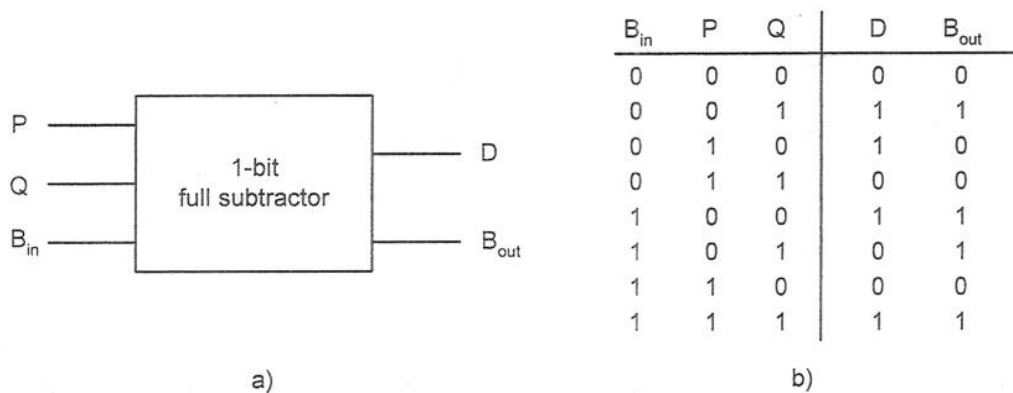 P
Q
B_in
1-bit
full subtractor
D
B_out
a)
B_in P Q D B_out
0 0 0 0 0
0 0 1 1 1
0 1 0 1 0
0 1 1 0 0
1 0 0 1 1
1 0 1 0 1
1 1 0 0 0
1 1 1 1 1
b)